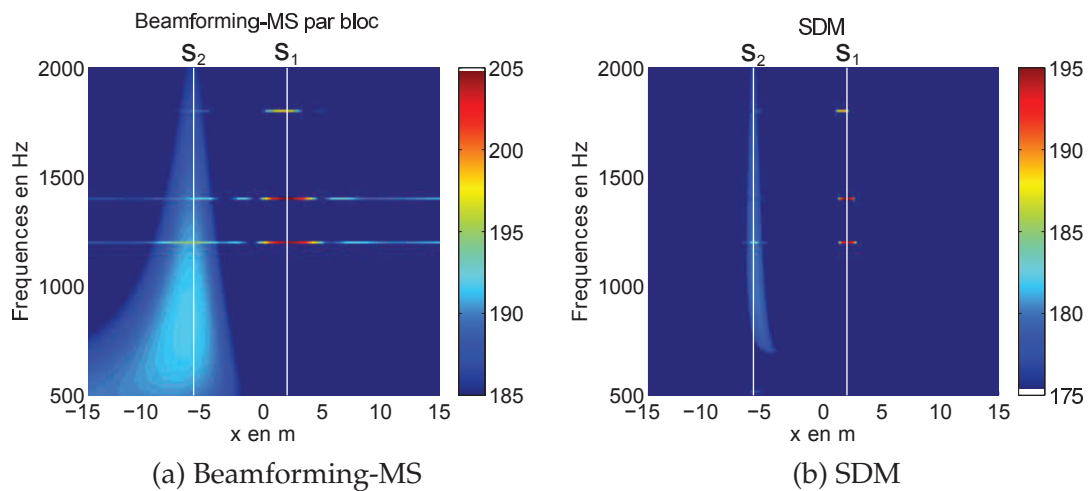 Beamforming-MS par bloc
S2 S1
2000
1500
1000
500
Frequences en Hz
−15 −10 −5 0 5 10 15
x en m
205
200
195
190
185
(a) Beamforming-MS
SDM
S2 S1
2000
1500
1000
500
Frequences en Hz
−15 −10 −5 0 5 10 15
x en m
195
190
185
180
175
(b) SDM